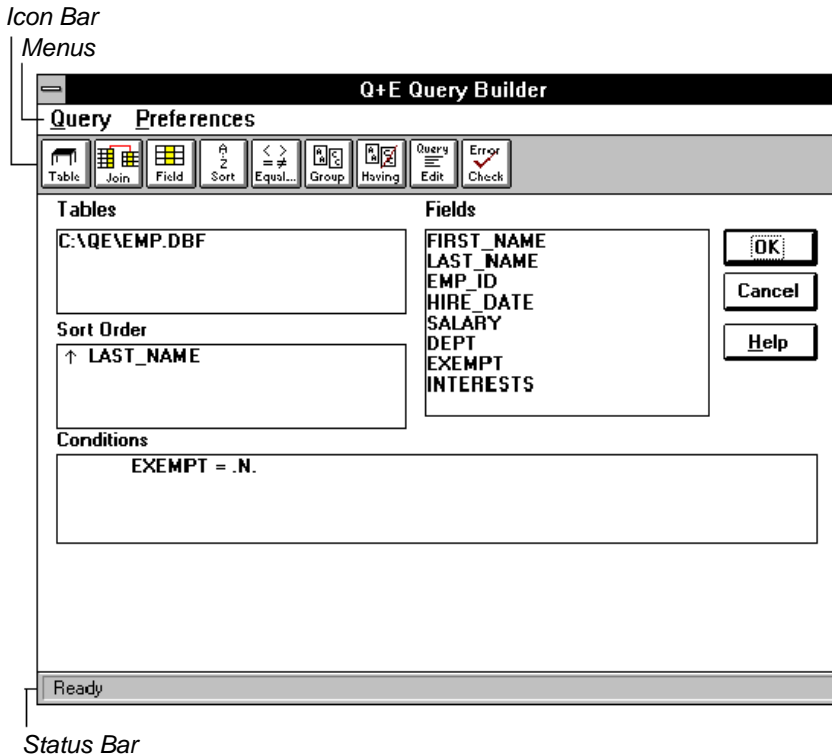 Icon Bar
Menus
Q+E Query Builder
Query Preferences
Table Join Field A Z Sort < > = ≠ Equal... A A C C Group A A C Having Query Edit Error Check
Tables
C:\QE\EMP.DBF
Sort Order
↑ LAST_NAME
Fields
FIRST_NAME
LAST_NAME
EMP_ID
HIRE_DATE
SALARY
DEPT
EXEMPT
INTERESTS
OK
Cancel
Help
Conditions
EXEMPT = .N.
Ready
Status Bar